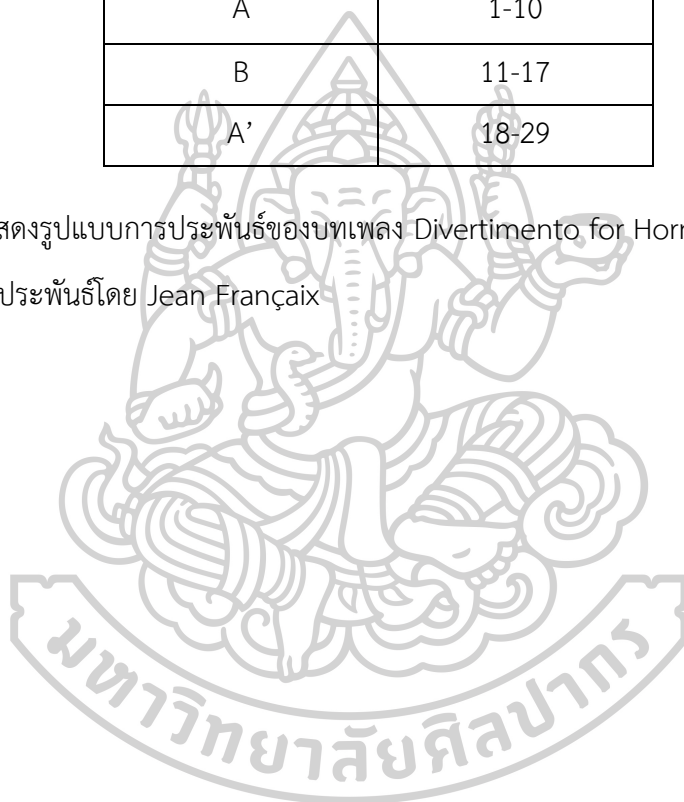 A 1-10
B 11-17
A’ 18-29
สดงรูปแบบการประพันธ์ของบทเพลง Divertimento for Horn
ประพันธ์โดย Jean Françaix
มหาวิทยาลัยศิลปากร